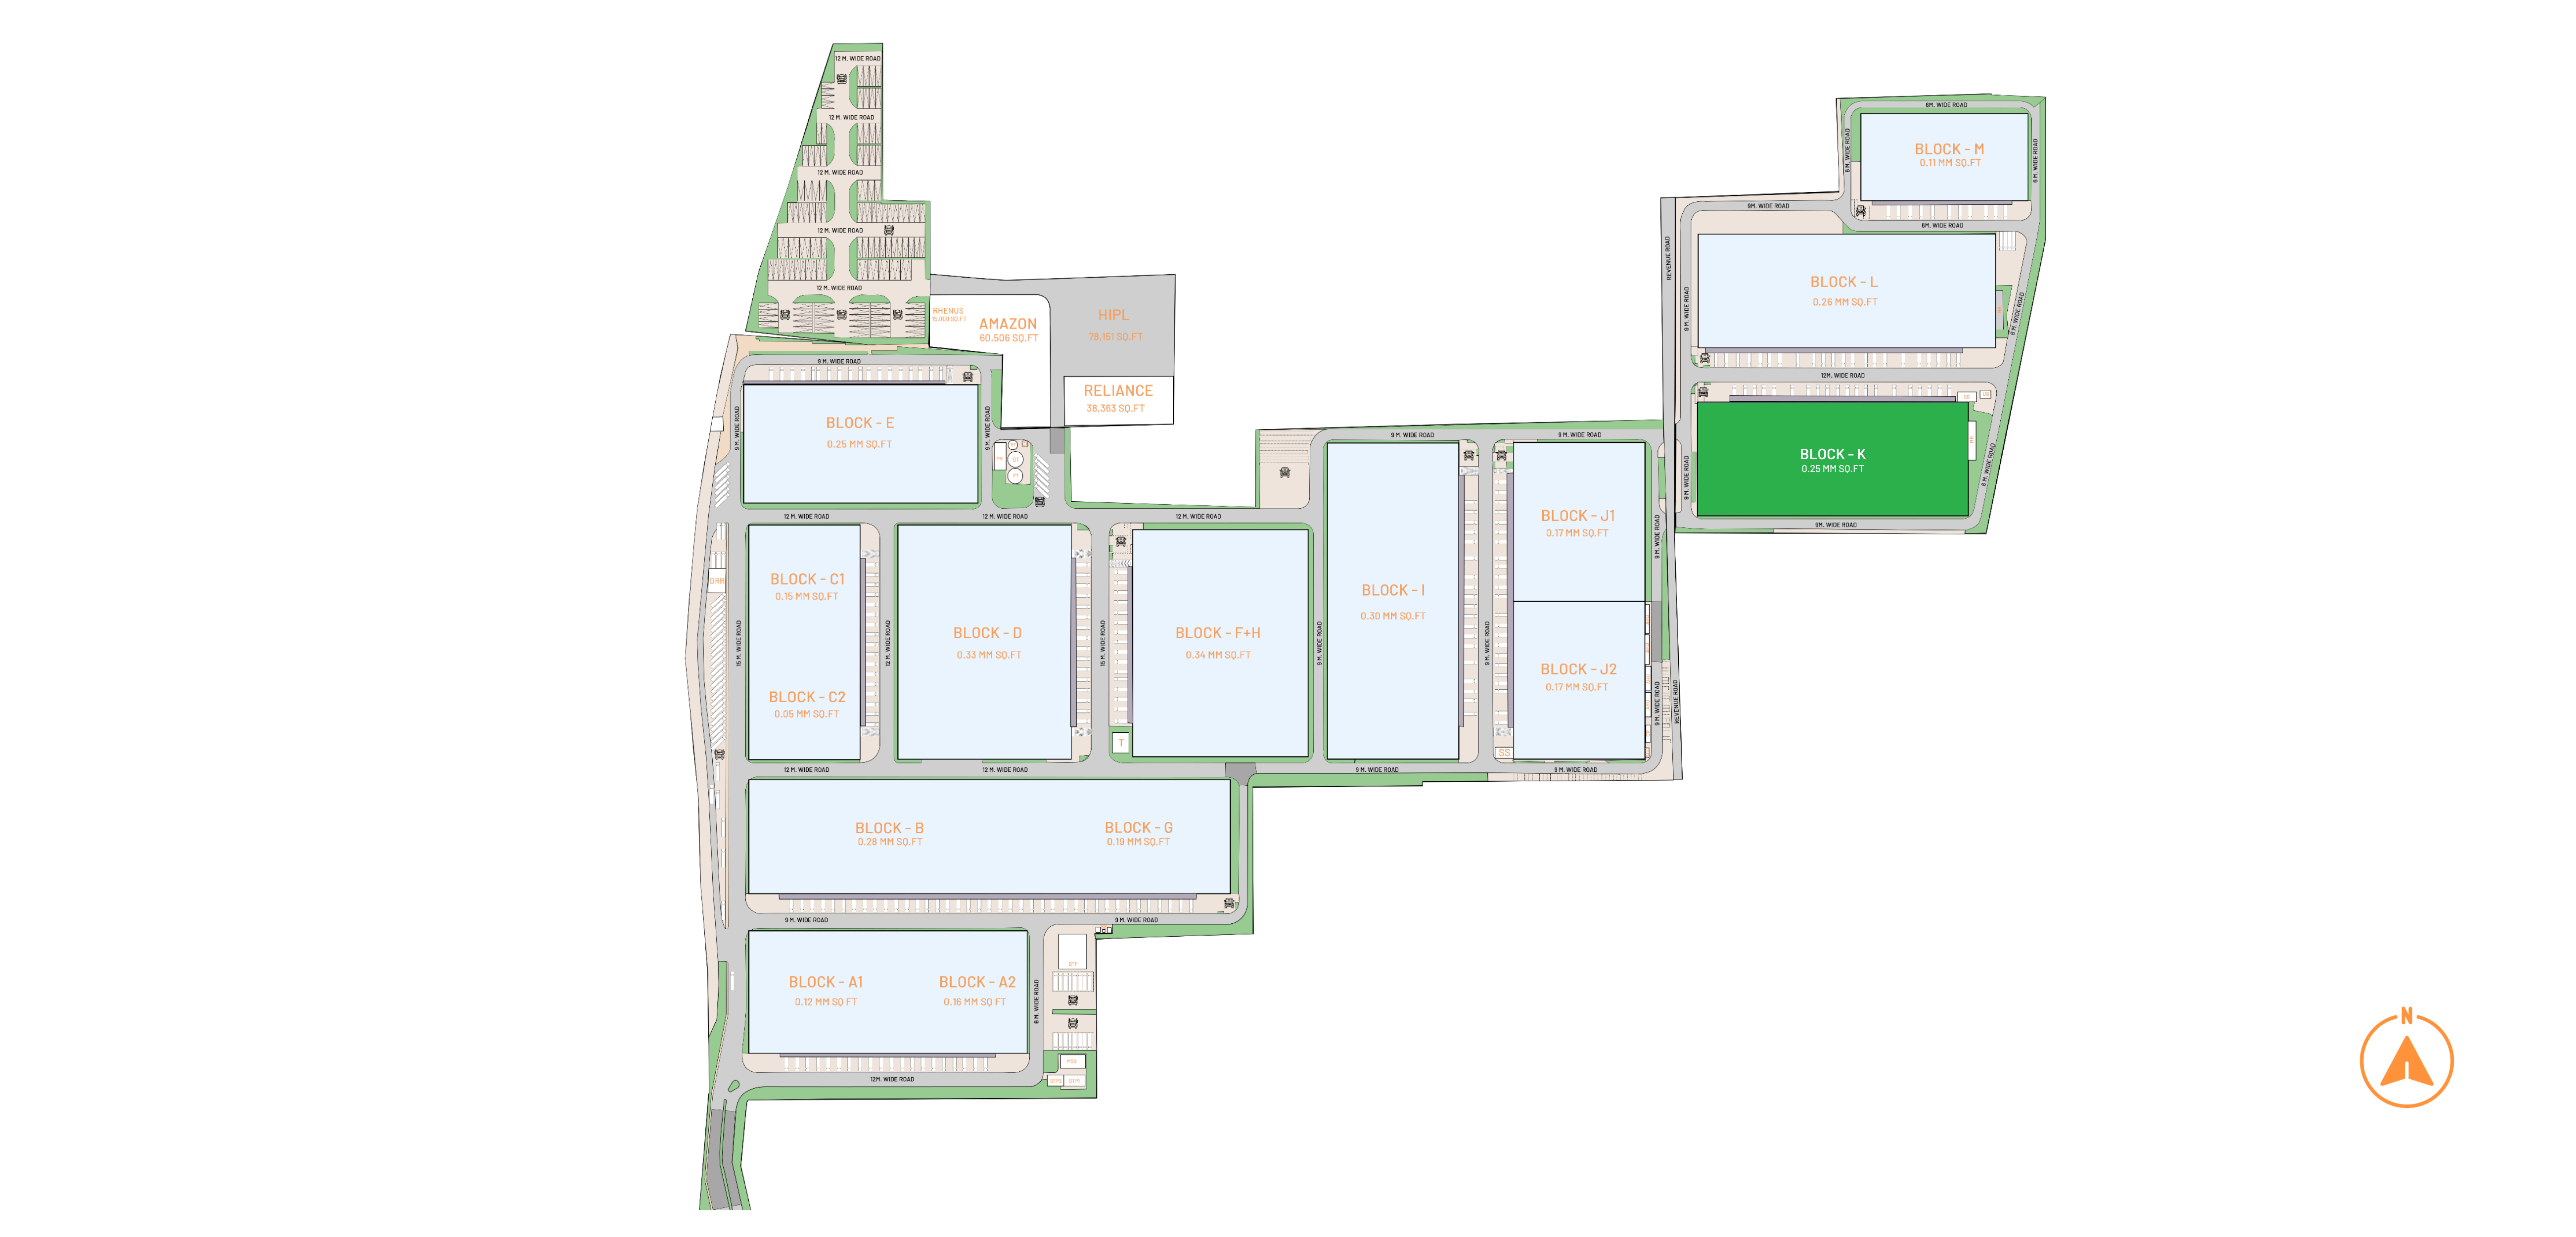 12 M. WIDE ROAD
12 M. WIDE ROAD
12 M. WIDE ROAD
12 M. WIDE ROAD
12 M. WIDE ROAD
RHENUS
AMAZON
60,506 SQ.FT
HIPL
78,151 SQ.FT
RELIANCE
38,363 SQ.FT
6M. WIDE ROAD
6 M. WIDE ROAD
6 M. WIDE ROAD
BLOCK - M
0.11 MM SQ.FT
9M. WIDE ROAD
6M. WIDE ROAD
REVENUE ROAD
9 M. WIDE ROAD
BLOCK - L
0.26 MM SQ.FT
6 M. WIDE ROAD
12M. WIDE ROAD
BLOCK - K
0.25 MM SQ.FT
9 M. WIDE ROAD
6 M. WIDE ROAD
9M. WIDE ROAD
9 M. WIDE ROAD
9 M. WIDE ROAD
BLOCK - E
0.25 MM SQ.FT
9 M. WIDE ROAD
12 M. WIDE ROAD
12 M. WIDE ROAD
12 M. WIDE ROAD
9 M. WIDE ROAD
9 M. WIDE ROAD
BLOCK - C1
0.15 MM SQ.FT
BLOCK - C2
0.05 MM SQ.FT
15 M. WIDE ROAD
12 M. WIDE ROAD
BLOCK - D
0.33 MM SQ.FT
15 M. WIDE ROAD
BLOCK - F+H
0.34 MM SQ.FT
T
9 M. WIDE ROAD
BLOCK - I
0.30 MM SQ.FT
9 M. WIDE ROAD
BLOCK - J1
0.17 MM SQ.FT
BLOCK - J2
0.17 MM SQ.FT
SS
9 M. WIDE ROAD
9 M. WIDE ROAD
REVENUE ROAD
12 M. WIDE ROAD
12 M. WIDE ROAD
9 M. WIDE ROAD
9 M. WIDE ROAD
BLOCK - B
0.28 MM SQ.FT
BLOCK - G
0.19 MM SQ.FT
9 M. WIDE ROAD
9 M. WIDE ROAD
BLOCK - A1
0.12 MM SQ FT
BLOCK - A2
0.16 MM SQ FT
6 M. WIDE ROAD
12M. WIDE ROAD
N